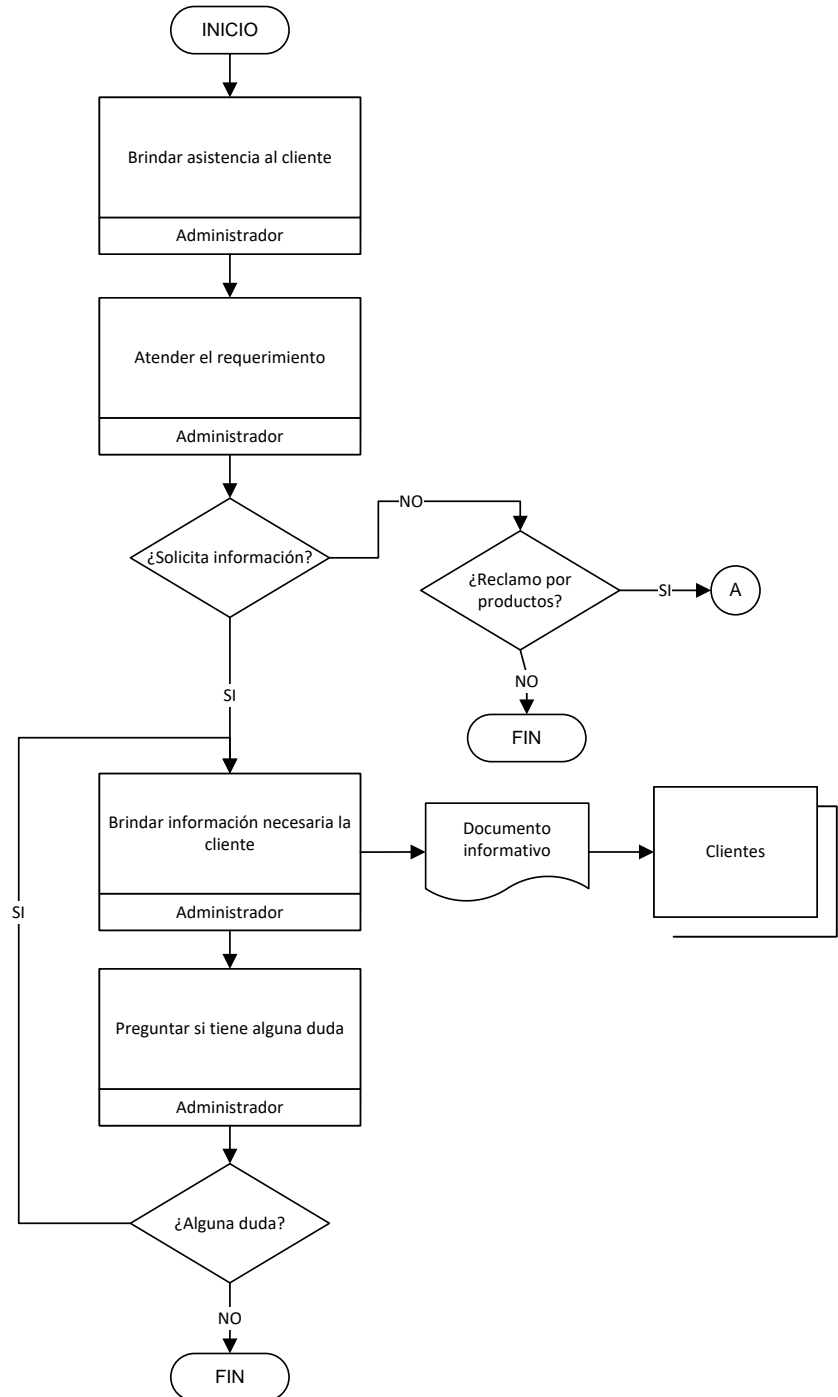 INICIO
Brindar asistencia al cliente
Administrador
Atender el requerimiento
Administrador
¿Solicita información?
NO
¿Reclamo por
productos?
SI
A
NO
FIN
SI
Brindar información necesaria la
cliente
Administrador
Documento
informativo
Clientes
SI
Preguntar si tiene alguna duda
Administrador
¿Alguna duda?
NO
FIN